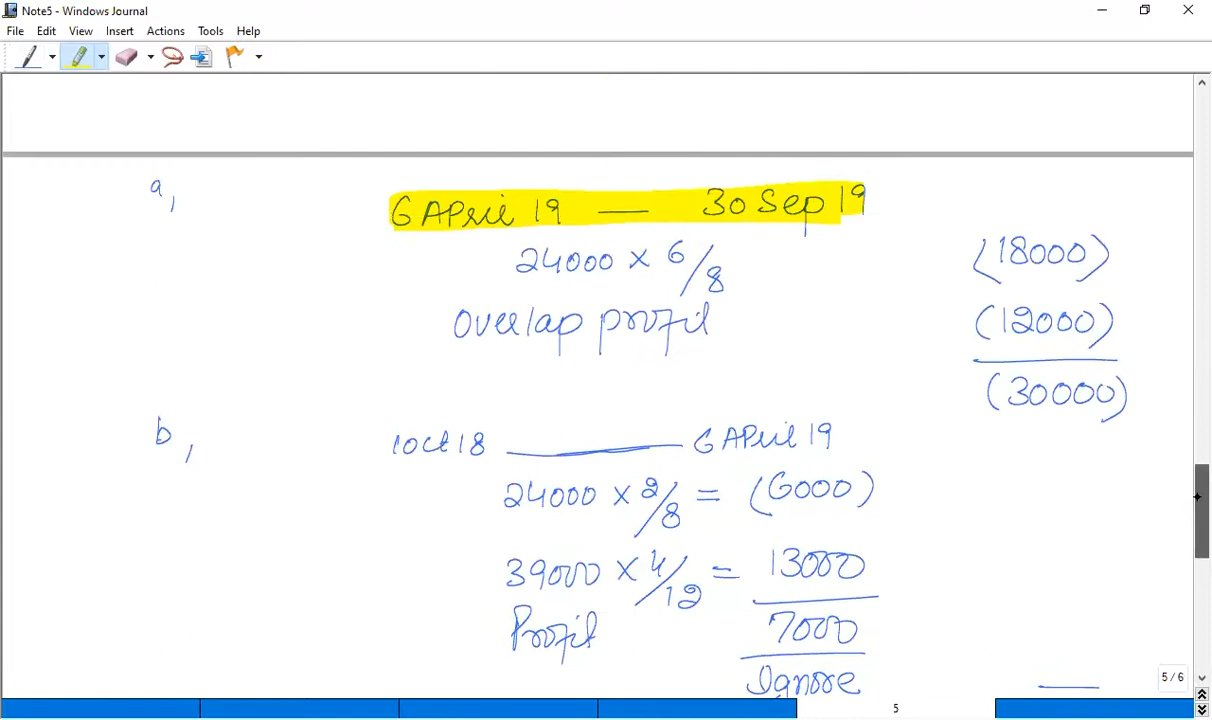 Note5 - Windows Journal
File Edit View Insert Actions Tools Help
a,
6 April 19 — 30 Sep 19
24000 × 6/8 (18000)
overlap profit (12000)
(30000)
b,
1 Oct 18 — 6 April 19
24000 × 2/8 = (6000)
39000 × 4/12 = 13000
Profit 7000
Ignore
5 / 6
5